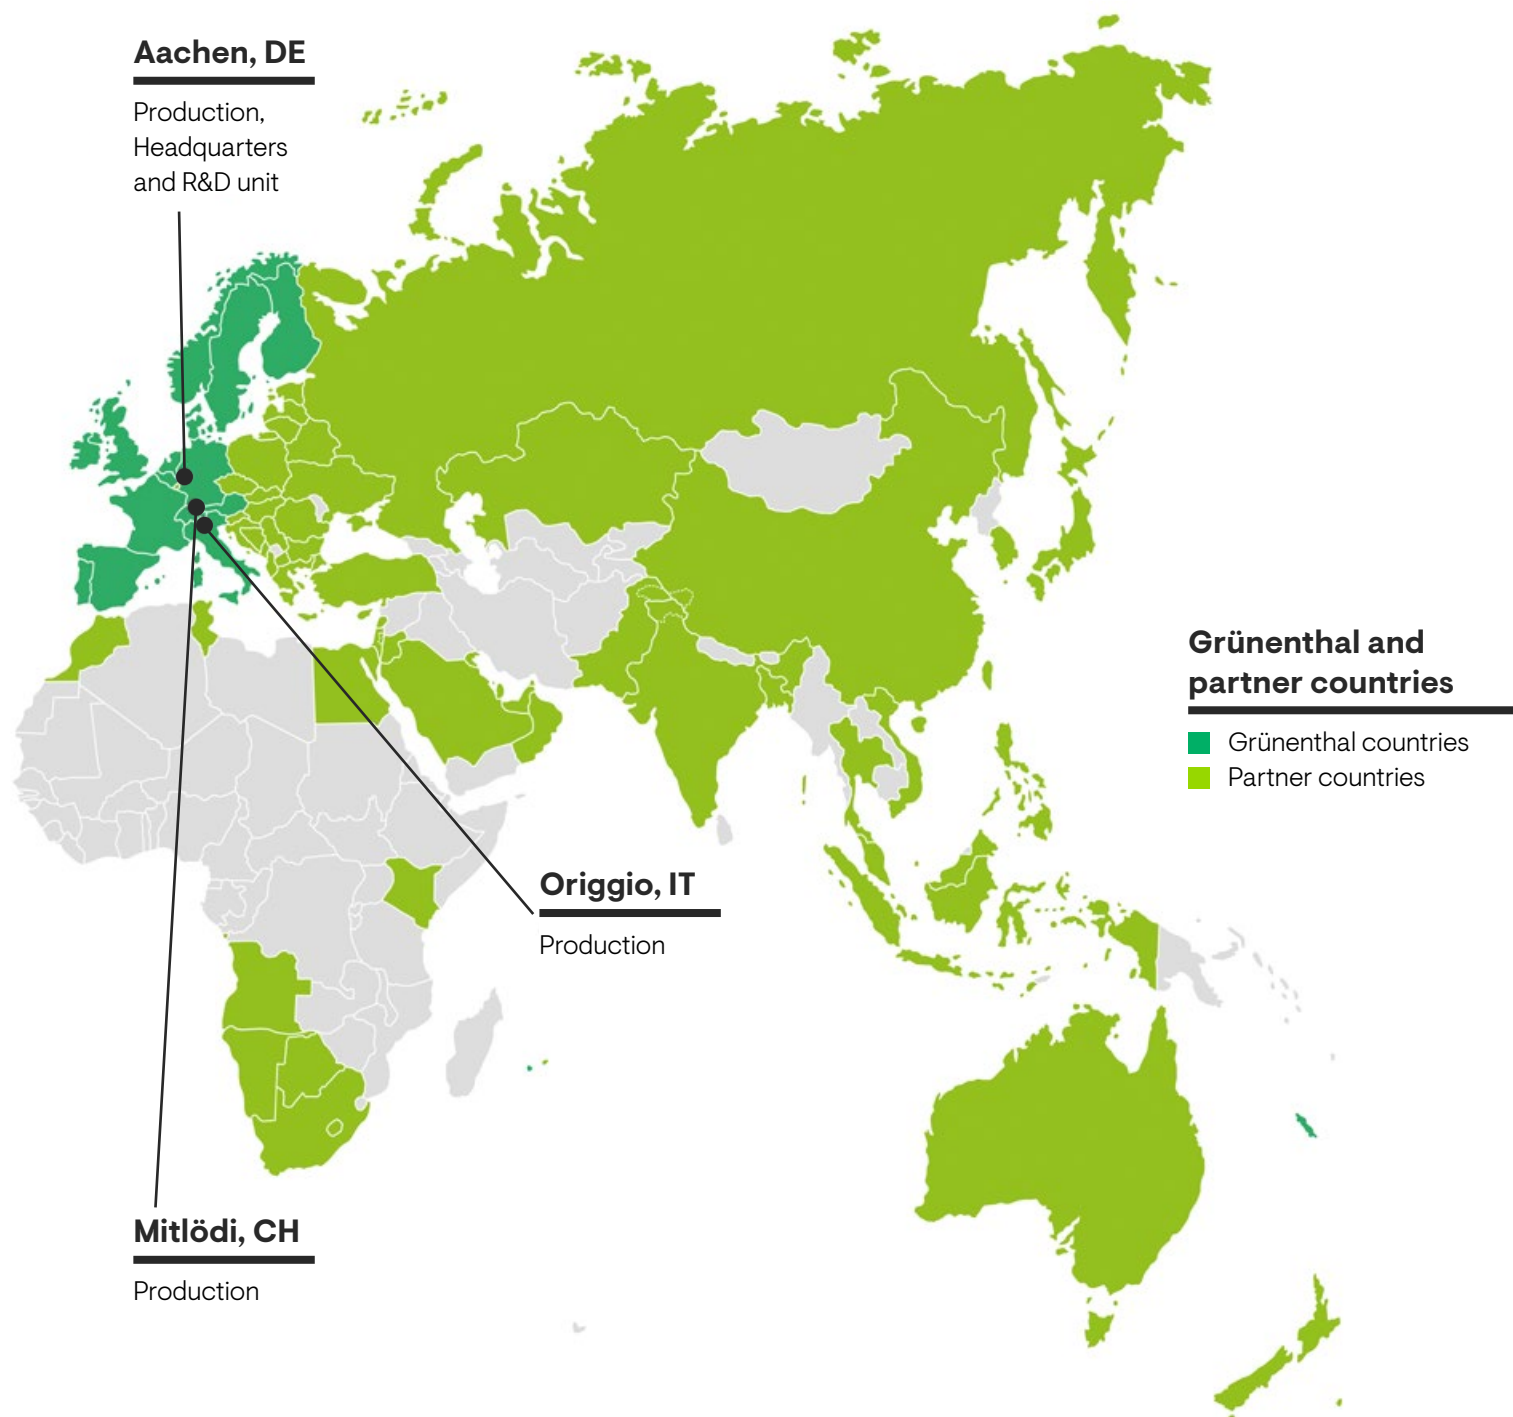 Aachen, DE
Production,
Headquarters
and R&D unit
Grünenthal and
partner countries
Grünenthal countries
Partner countries
Origgio, IT
Production
Mitlödi, CH
Production